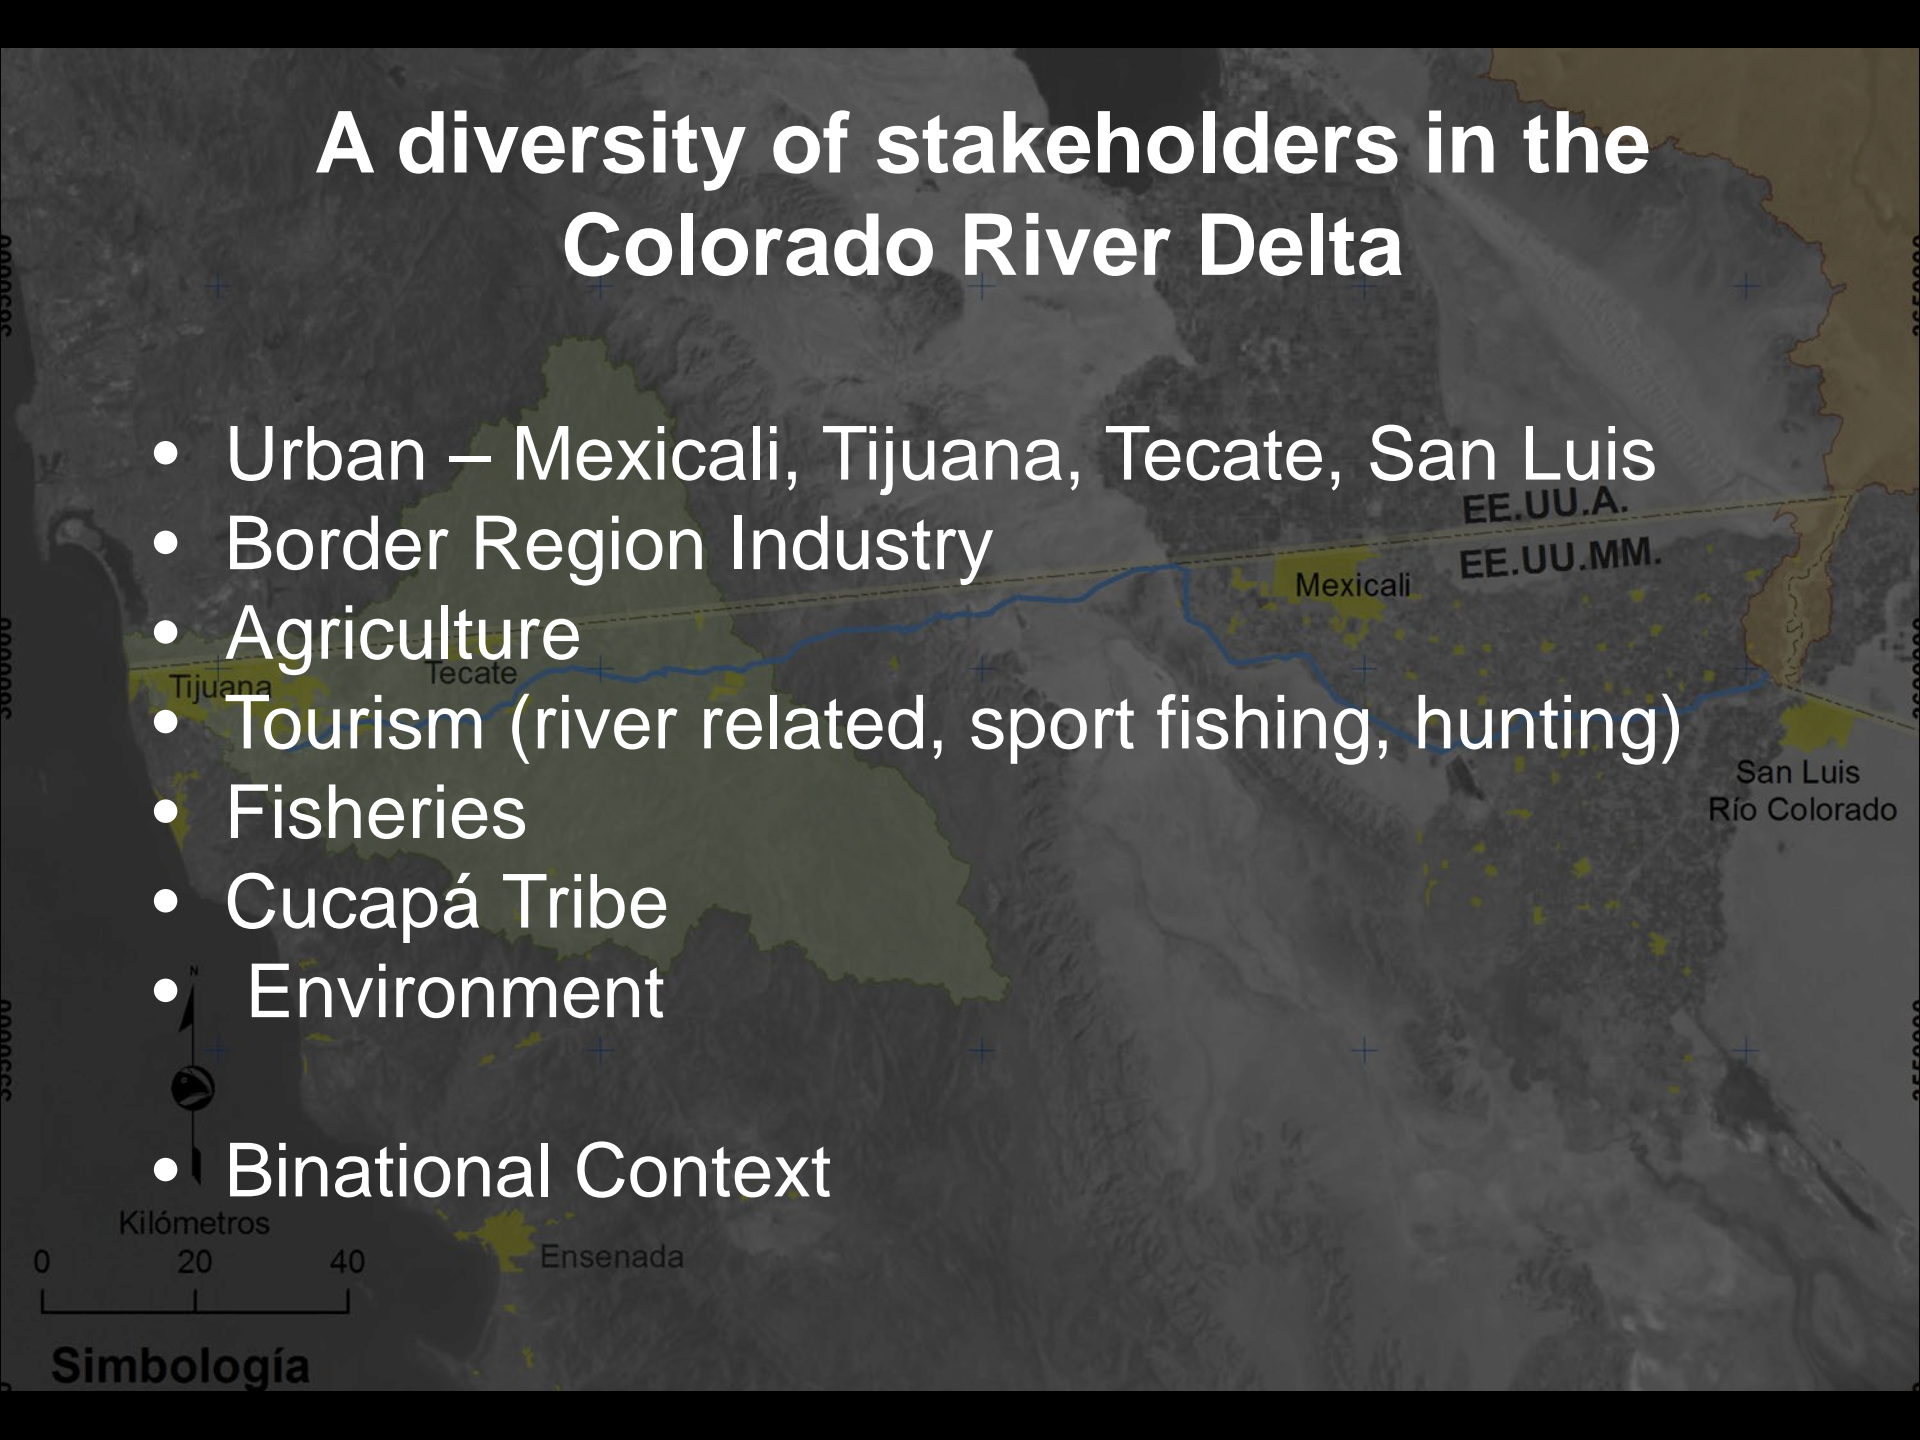 A diversity of stakeholders in the
Colorado River Delta
• Urban – Mexicali, Tijuana, Tecate, San Luis
EE.UU.A.
• Border Region Industry
EE.UU.MM.
Mexicali
• Agriculture
Tecate
Tijuana
• Tourism (river related, sport fishing, hunting)
San Luis
Río Colorado
• Fisheries
• Cucapá Tribe
N
• Environment
• Binational Context
Kilómetros
0 20 40
Ensenada
Simbología